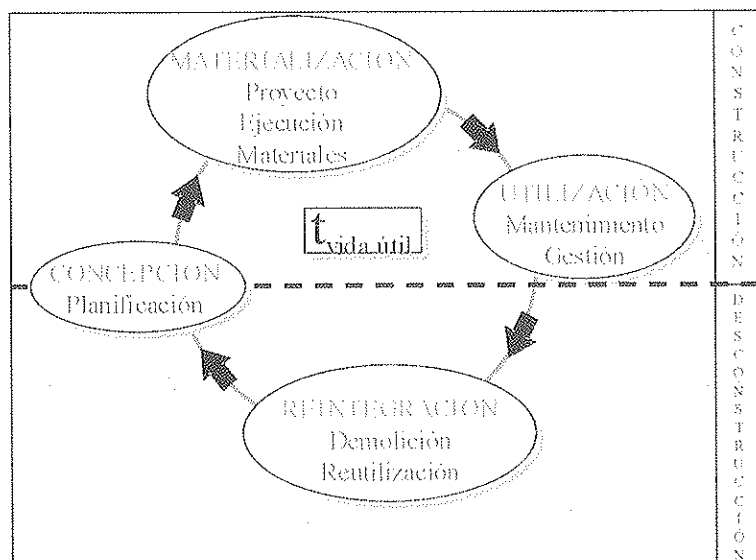 MATERIALIZACION
Proyecto
Ejecución
Materiales
UTILIZACIÓN
Mantenimiento
Gestión
t vida útil
CONCEPCION
Planificación
REINTEGRACION
Demolición
Reutilización
CONSTRUCCIÓN
DESCONSTRUCCIÓN